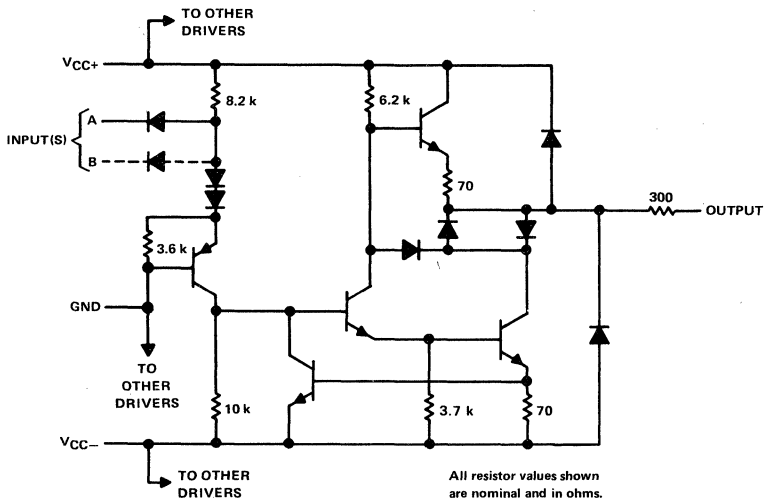 TO OTHER
DRIVERS
VCC+
8.2 k
6.2 k
A
INPUT(S)
B
70
300
OUTPUT
3.6 k
GND
TO
OTHER
DRIVERS
10 k
3.7 k
70
VCC–
TO OTHER
DRIVERS
All resistor values shown
are nominal and in ohms.